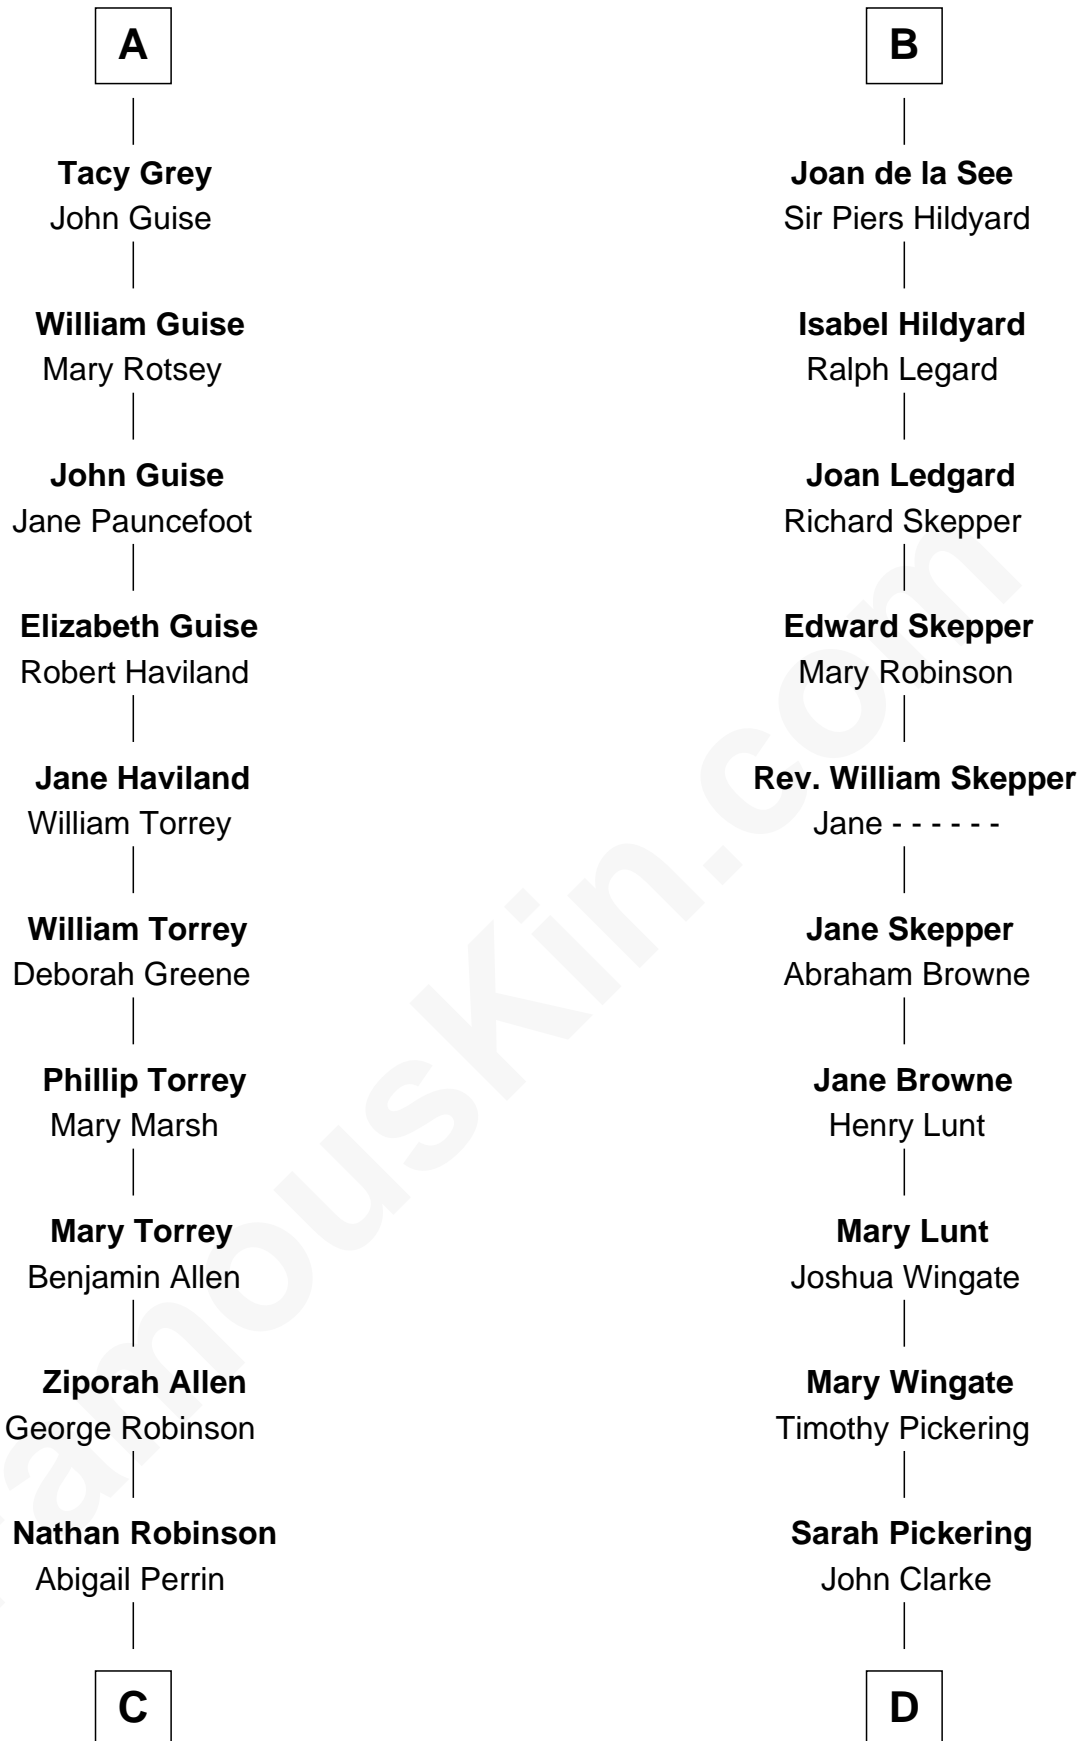 A
Tacy Grey
John Guise
William Guise
Mary Rotsey
John Guise
Jane Pauncefoot
Elizabeth Guise
Robert Haviland
Jane Haviland
William Torrey
William Torrey
Deborah Greene
Phillip Torrey
Mary Marsh
Mary Torrey
Benjamin Allen
Ziporah Allen
George Robinson
Nathan Robinson
Abigail Perrin
C
B
Joan de la See
Sir Piers Hildyard
Isabel Hildyard
Ralph Legard
Joan Ledgard
Richard Skepper
Edward Skepper
Mary Robinson
Rev. William Skepper
Jane - - - - - -
Jane Skepper
Abraham Browne
Jane Browne
Henry Lunt
Mary Lunt
Joshua Wingate
Mary Wingate
Timothy Pickering
Sarah Pickering
John Clarke
D
FamousKin.com